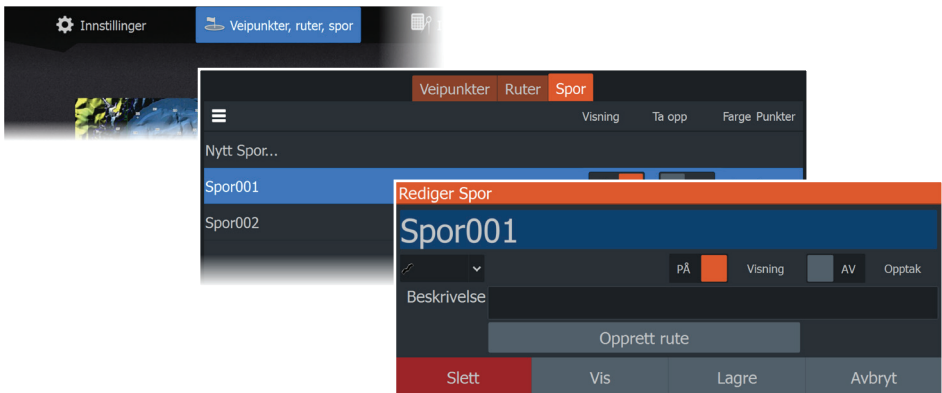 Innstillinger
Veipunkter, ruter, spor
Veipunkter Ruter Spor
Visning Ta opp Farge Punkter
Nytt Spor...
Spor001
Spor002
Rediger Spor
Spor001
PÅ Visning AV Opptak
Beskrivelse
Opprett rute
Slett Vis Lagre Avbryt